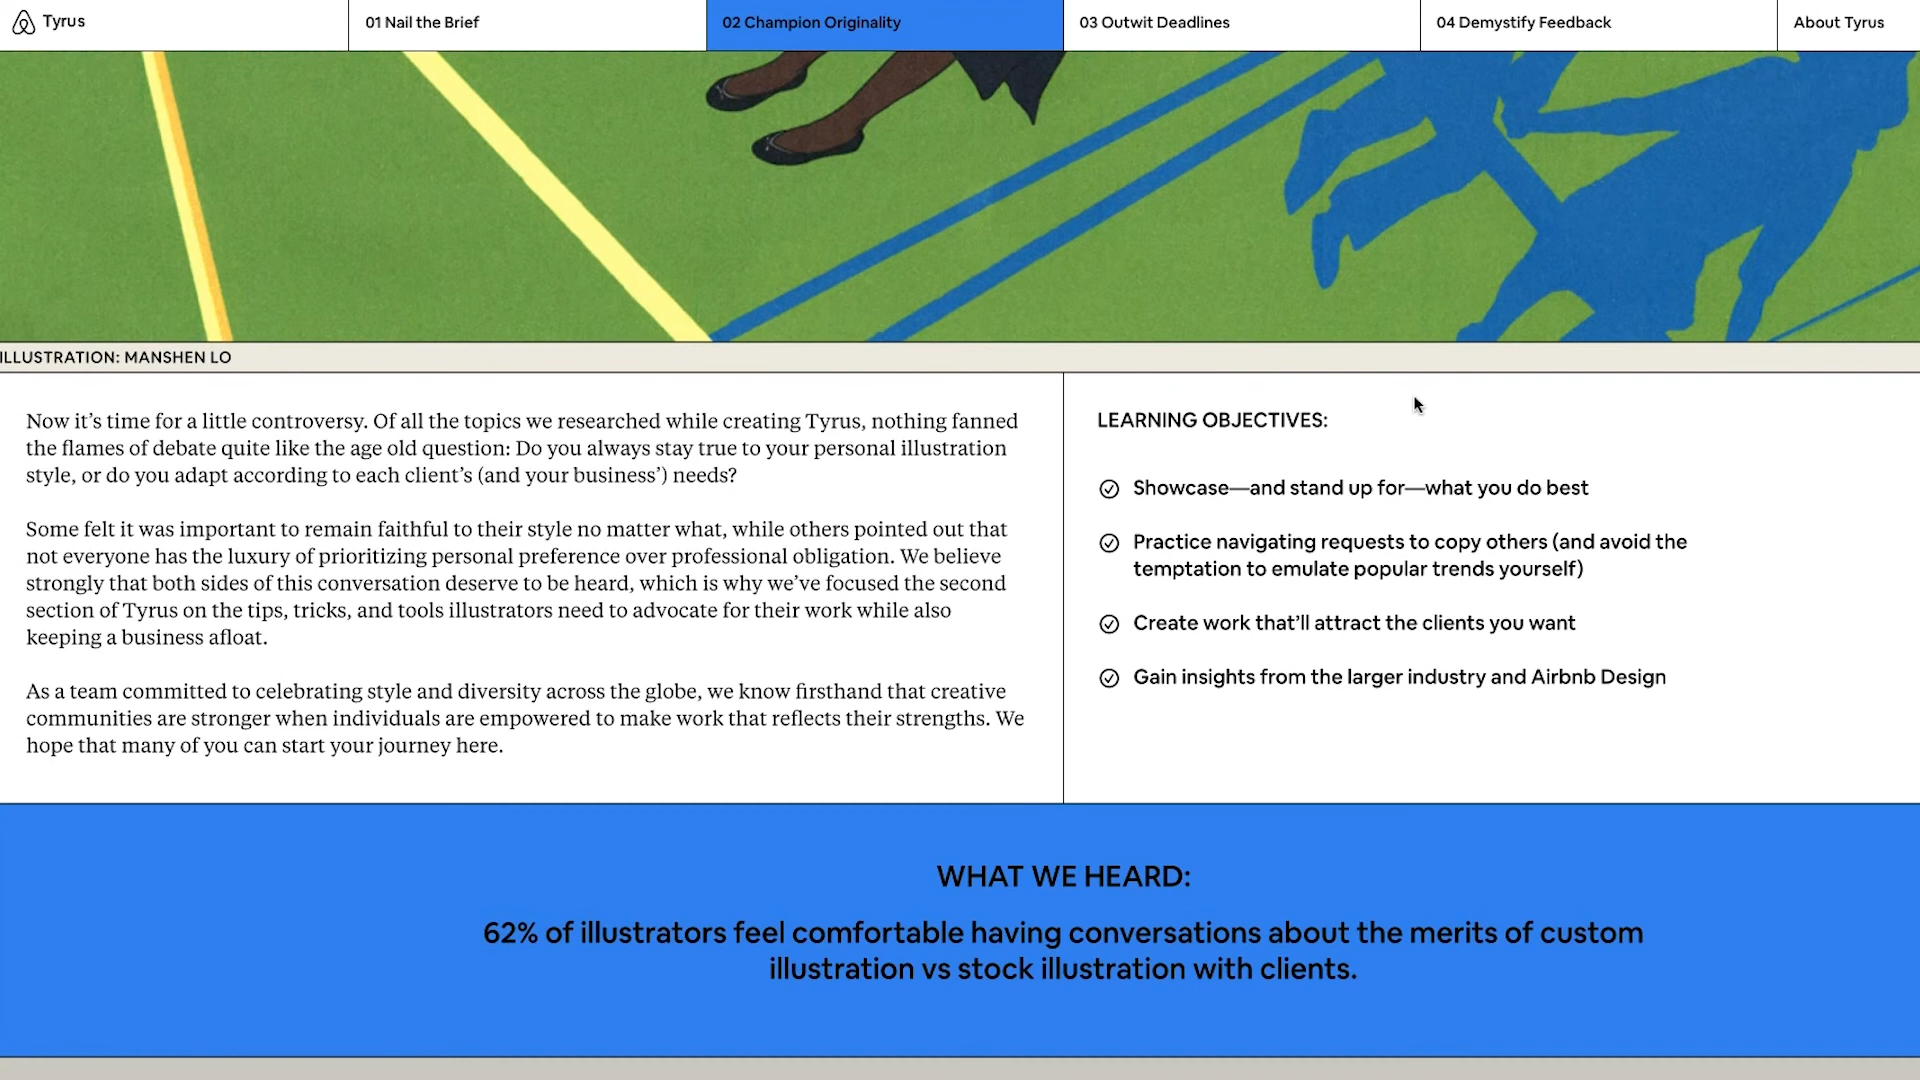 Tyrus
01 Nail the Brief
02 Champion Originality
03 Outwit Deadlines
04 Demystify Feedback
About Tyrus
ILLUSTRATION: MANSHEN LO
Now it’s time for a little controversy. Of all the topics we researched while creating Tyrus, nothing fanned
the flames of debate quite like the age old question: Do you always stay true to your personal illustration
style, or do you adapt according to each client’s (and your business’) needs?
Some felt it was important to remain faithful to their style no matter what, while others pointed out that
not everyone has the luxury of prioritizing personal preference over professional obligation. We believe
strongly that both sides of this conversation deserve to be heard, which is why we’ve focused the second
section of Tyrus on the tips, tricks, and tools illustrators need to advocate for their work while also
keeping a business afloat.
As a team committed to celebrating style and diversity across the globe, we know firsthand that creative
communities are stronger when individuals are empowered to make work that reflects their strengths. We
hope that many of you can start your journey here.
LEARNING OBJECTIVES:
Showcase—and stand up for—what you do best
Practice navigating requests to copy others (and avoid the
temptation to emulate popular trends yourself)
Create work that’ll attract the clients you want
Gain insights from the larger industry and Airbnb Design
WHAT WE HEARD:
62% of illustrators feel comfortable having conversations about the merits of custom
illustration vs stock illustration with clients.